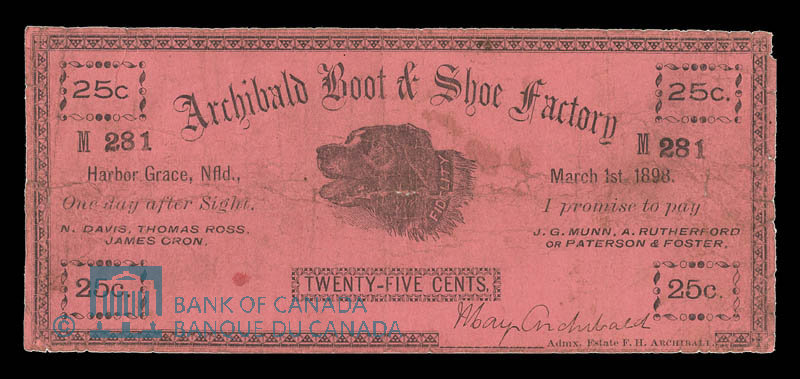 25c
Archibald Boot & Shoe Factory
25c.
M 281
M 281
Harbor Grace, Nfld.,
March 1st. 1898.
One day after Sight.
I promise to pay
N. DAVIS, THOMAS ROSS,
JAMES CRON,
J. G. MUNN, A. RUTHERFORD
OR PATERSON & FOSTER,
FIDELITY
25c.
TWENTY-FIVE CENTS,
25c.
May Archibald
Admx. Estate F. H. ARCHIBALD.
© BANK OF CANADA
BANQUE DU CANADA